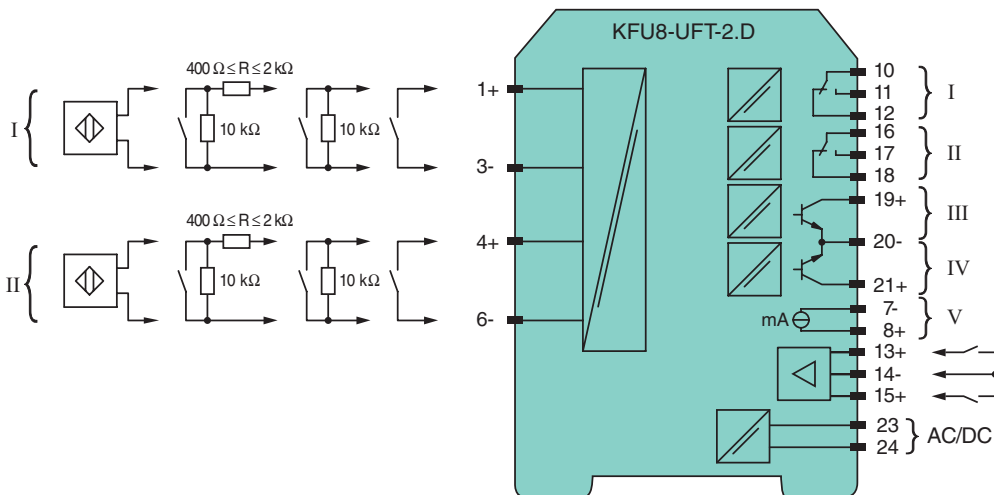 KFU8-UFT-2.D
400 Ω ≤ R ≤ 2 kΩ
I
10 kΩ
10 kΩ
1+
3-
400 Ω ≤ R ≤ 2 kΩ
II
10 kΩ
10 kΩ
4+
6-
10
11
12
I
16
17
18
II
19+
III
20-
IV
21+
7-
mA
8+
V
13+
14-
15+
23
24
AC/DC